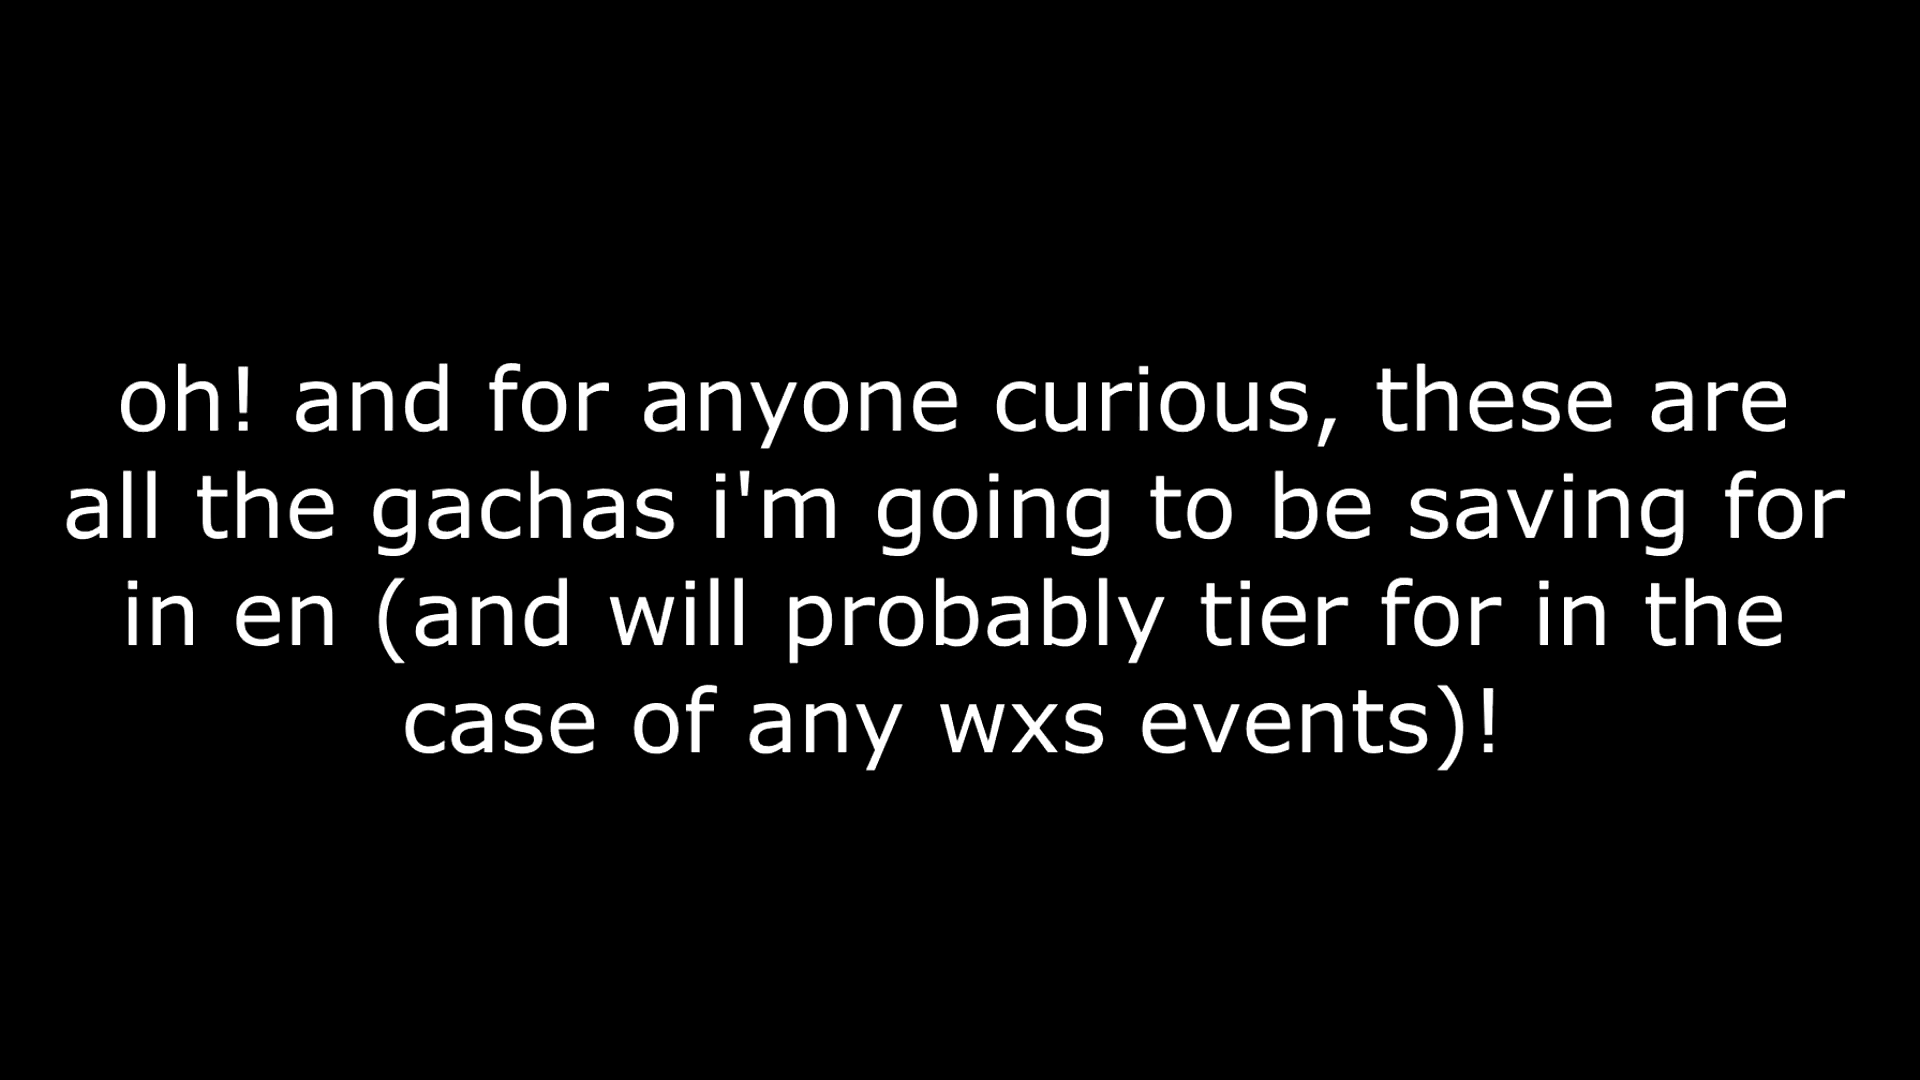 oh! and for anyone curious, these are
all the gachas i'm going to be saving for
in en (and will probably tier for in the
case of any wxs events)!